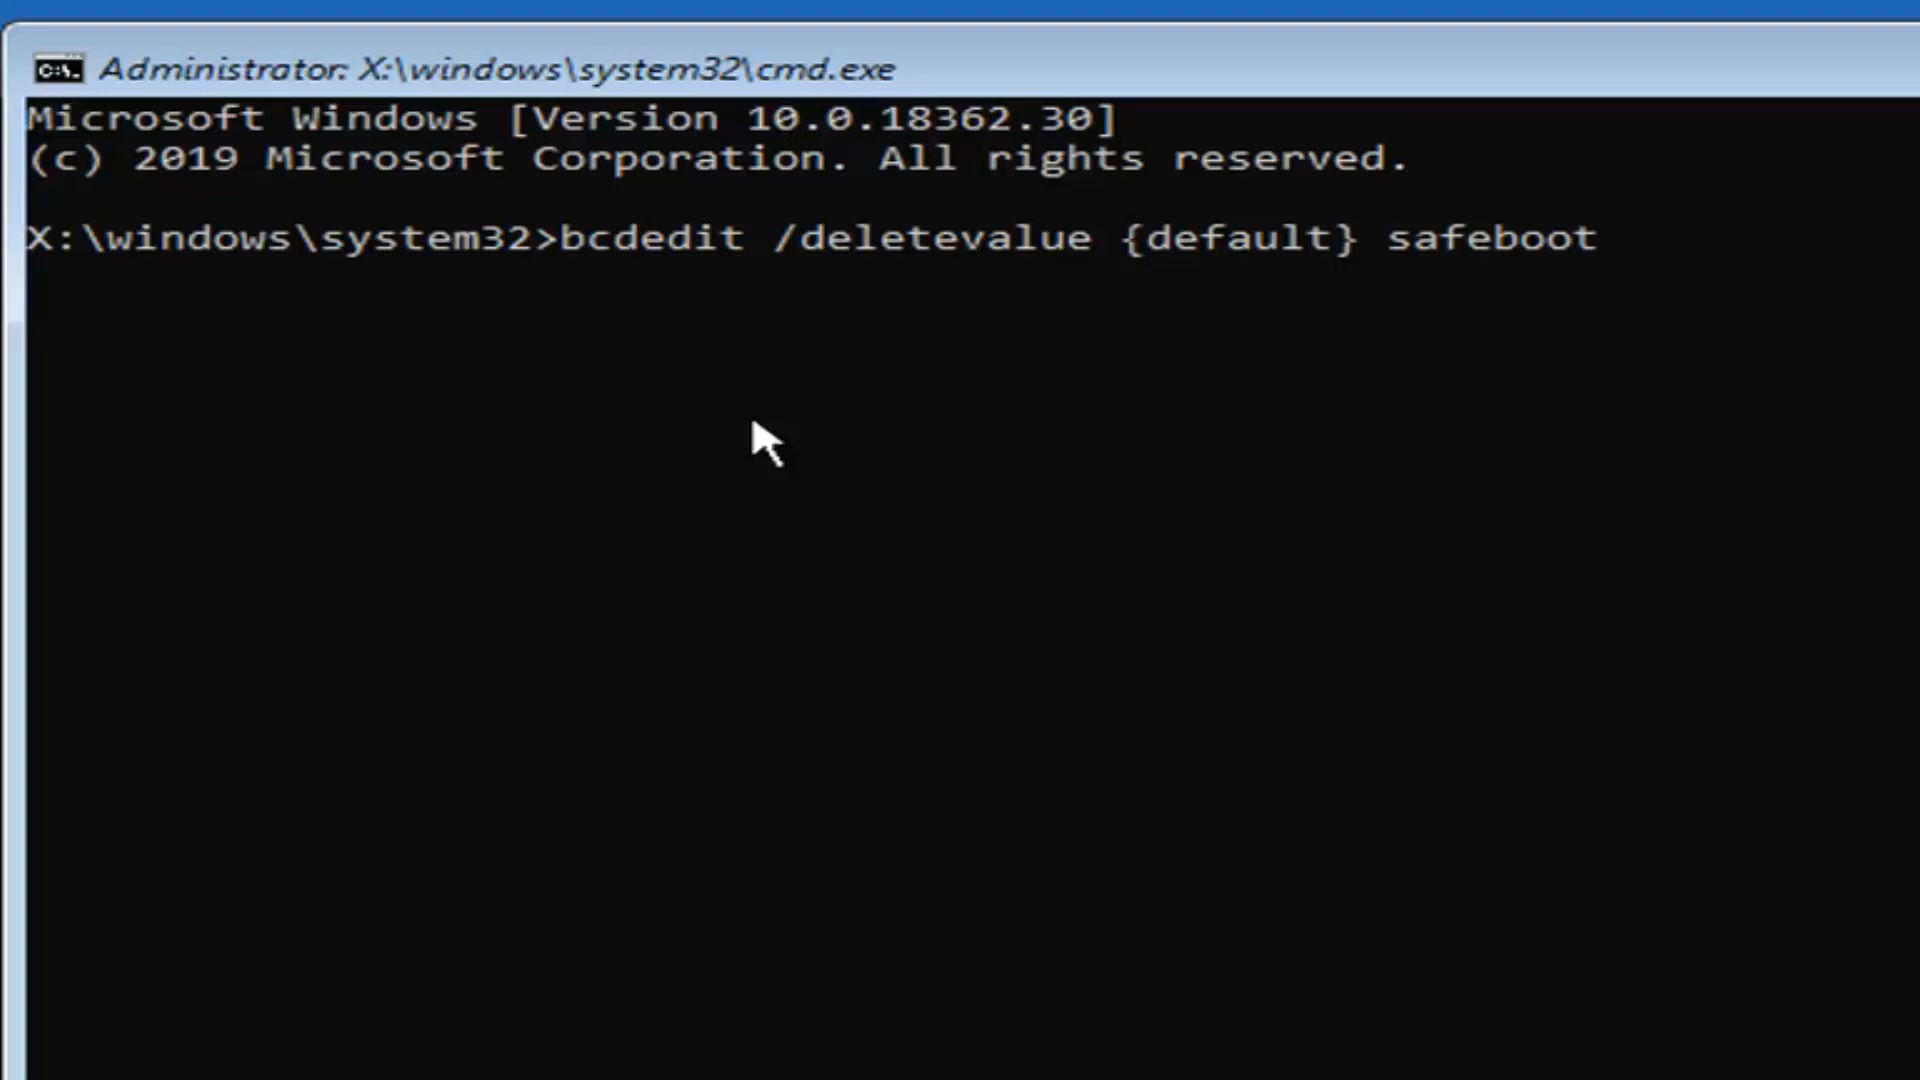 Administrator: X:\windows\system32\cmd.exe
Microsoft Windows [Version 10.0.18362.30]
(c) 2019 Microsoft Corporation. All rights reserved.
X:\windows\system32>bcdedit /deletevalue {default} safeboot